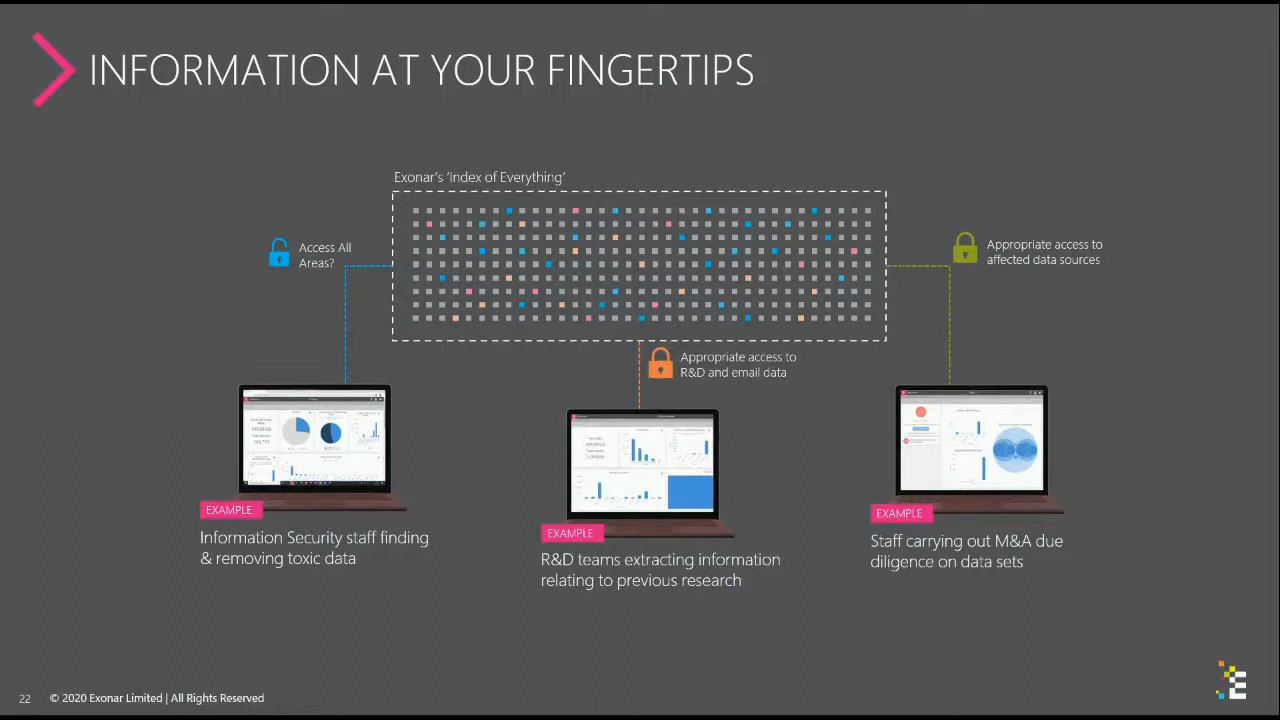 INFORMATION AT YOUR FINGERTIPS
Exonar's 'Index of Everything'
Access All
Areas?
Appropriate access to
affected data sources
Appropriate access to
R&D and email data
EXAMPLE
Information Security staff finding
& removing toxic data
EXAMPLE
R&D teams extracting information
relating to previous research
EXAMPLE
Staff carrying out M&A due
diligence on data sets
22
© 2020 Exonar Limited | All Rights Reserved